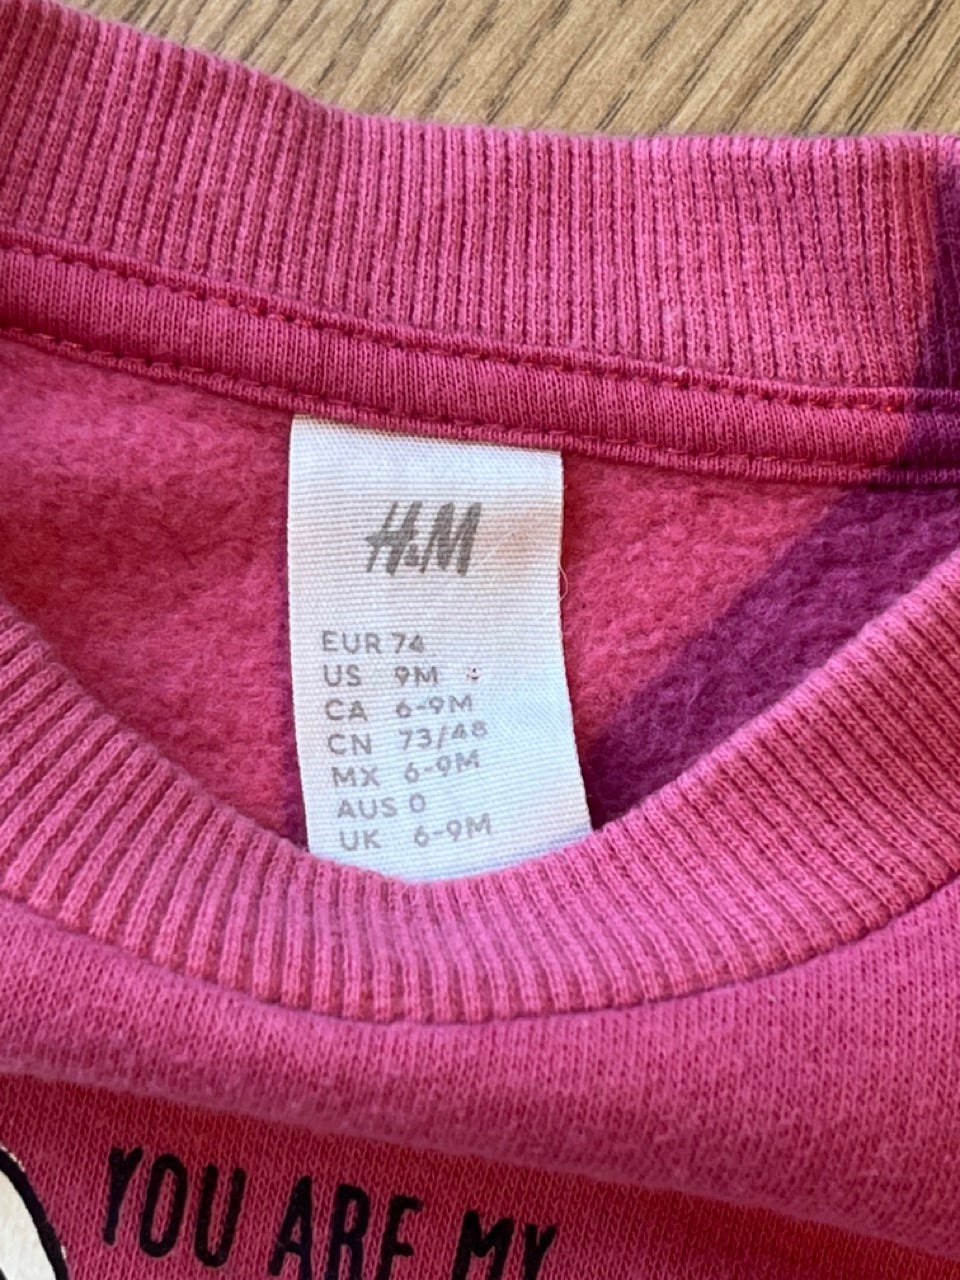 H&M
EUR 74
US 9M
CA 6-9M
CN 73/48
MX 6-9M
AUS 0
UK 6-9M
YOU ARE MY